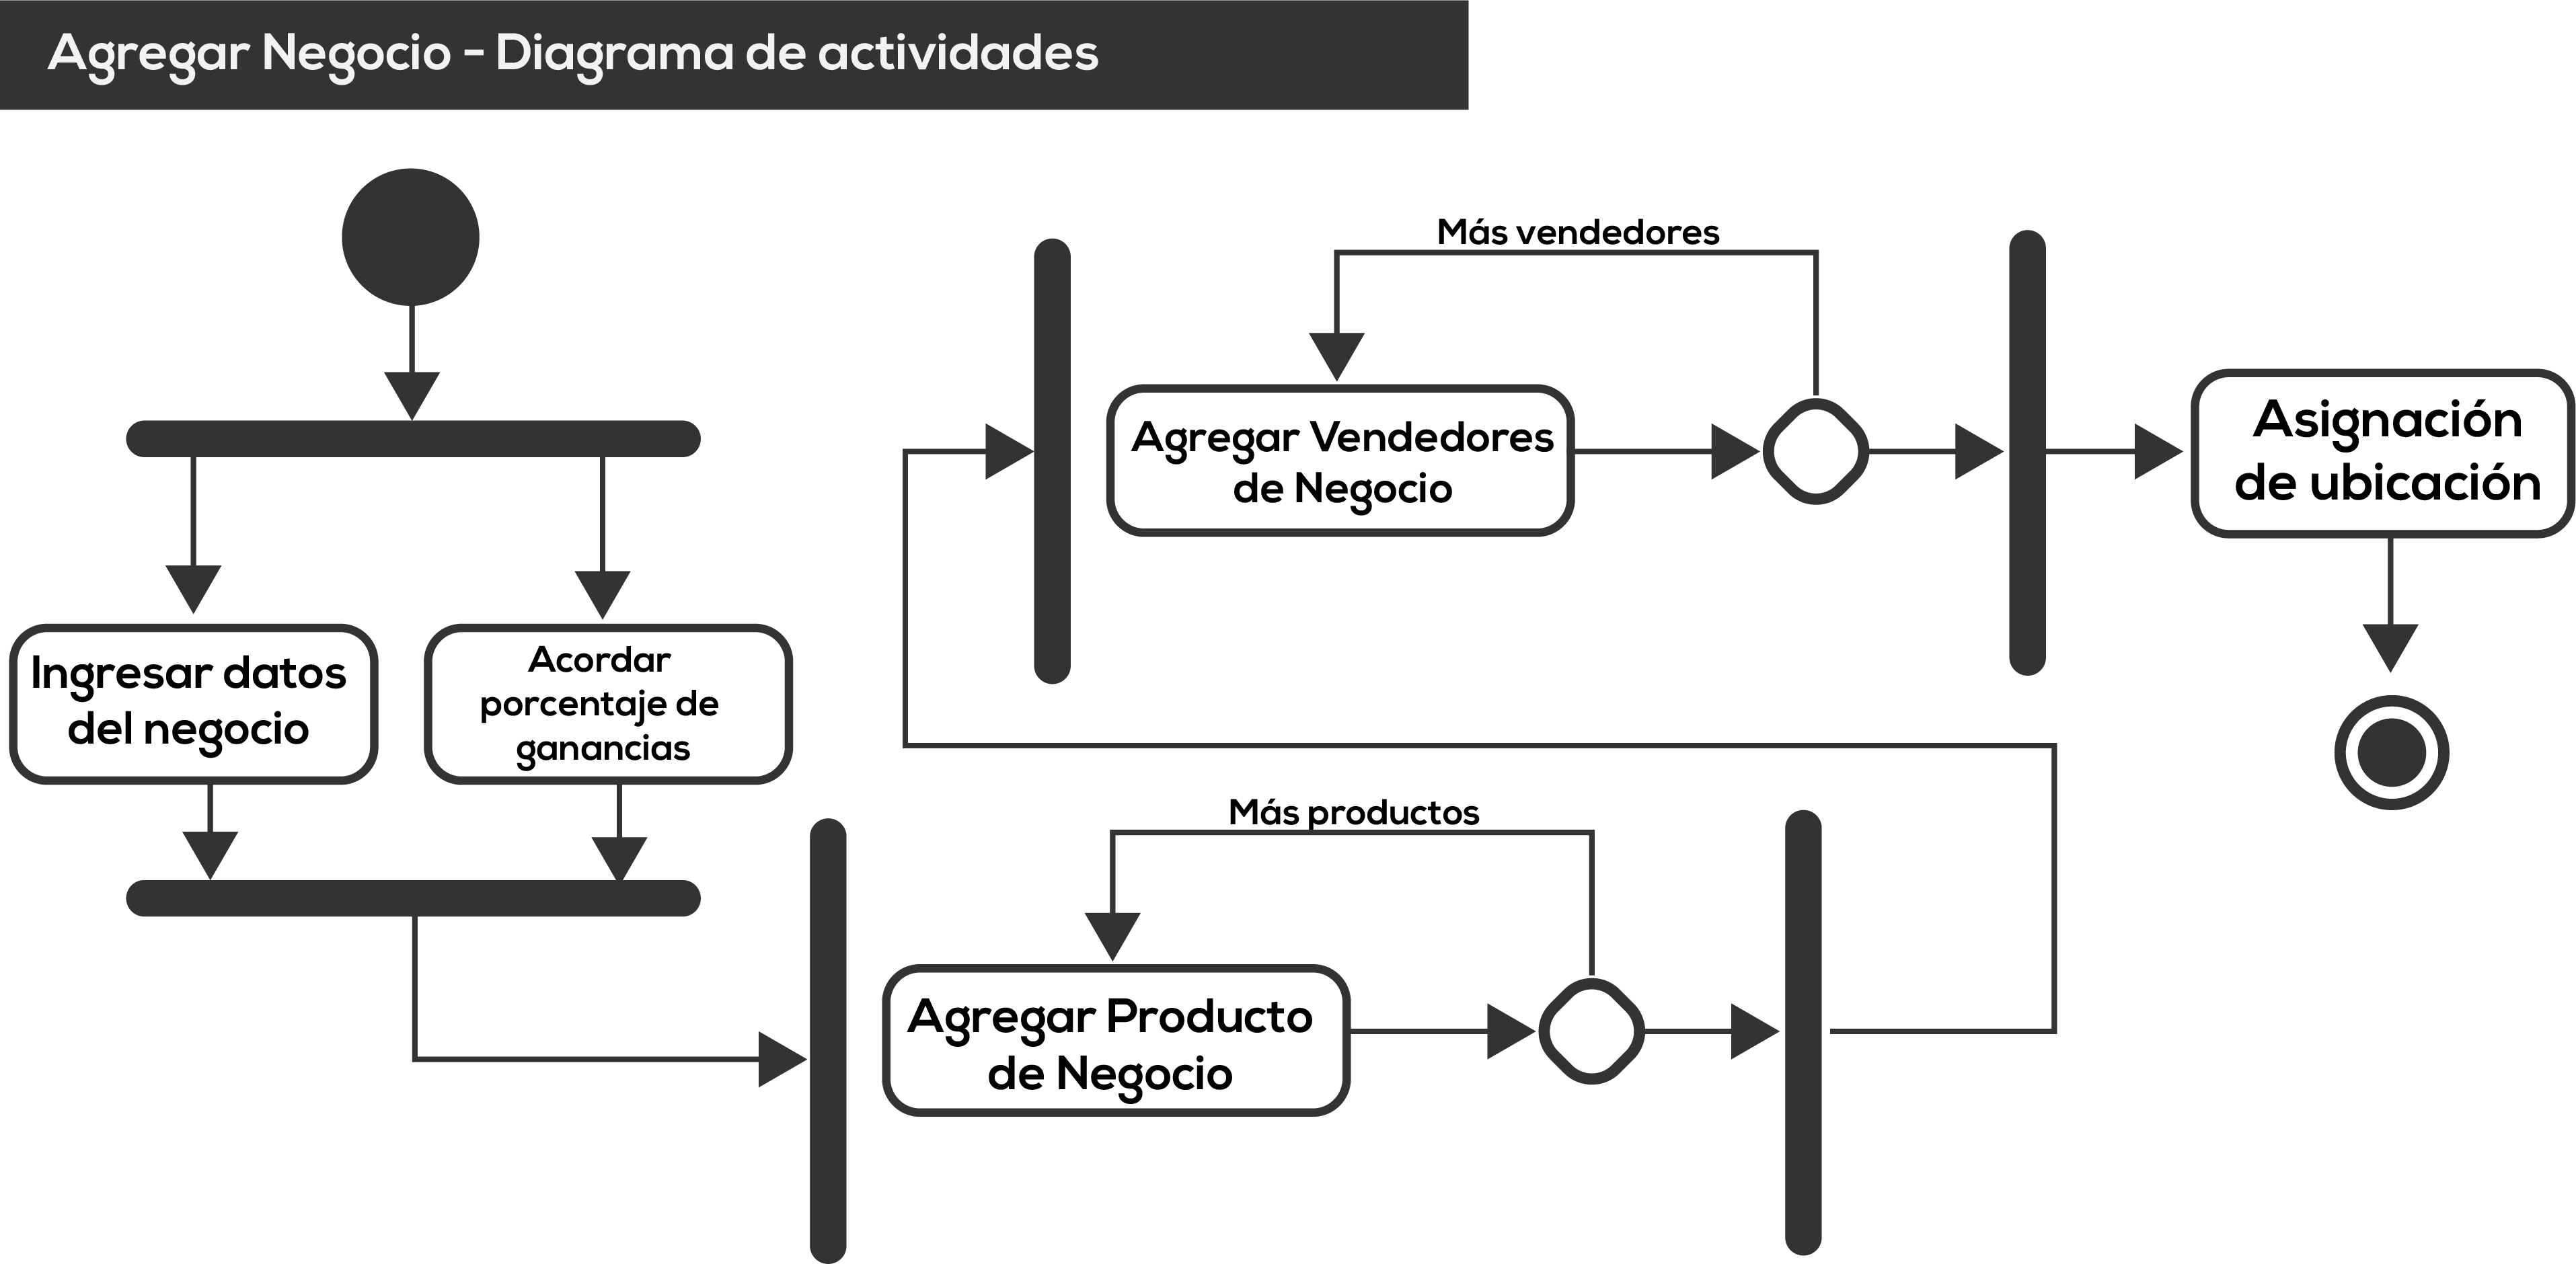 Agregar Negocio - Diagrama de actividades
Más vendedores
Agregar Vendedores
de Negocio
Asignación
de ubicación
Ingresar datos
del negocio
Acordar
porcentaje de
ganancias
Más productos
Agregar Producto
de Negocio